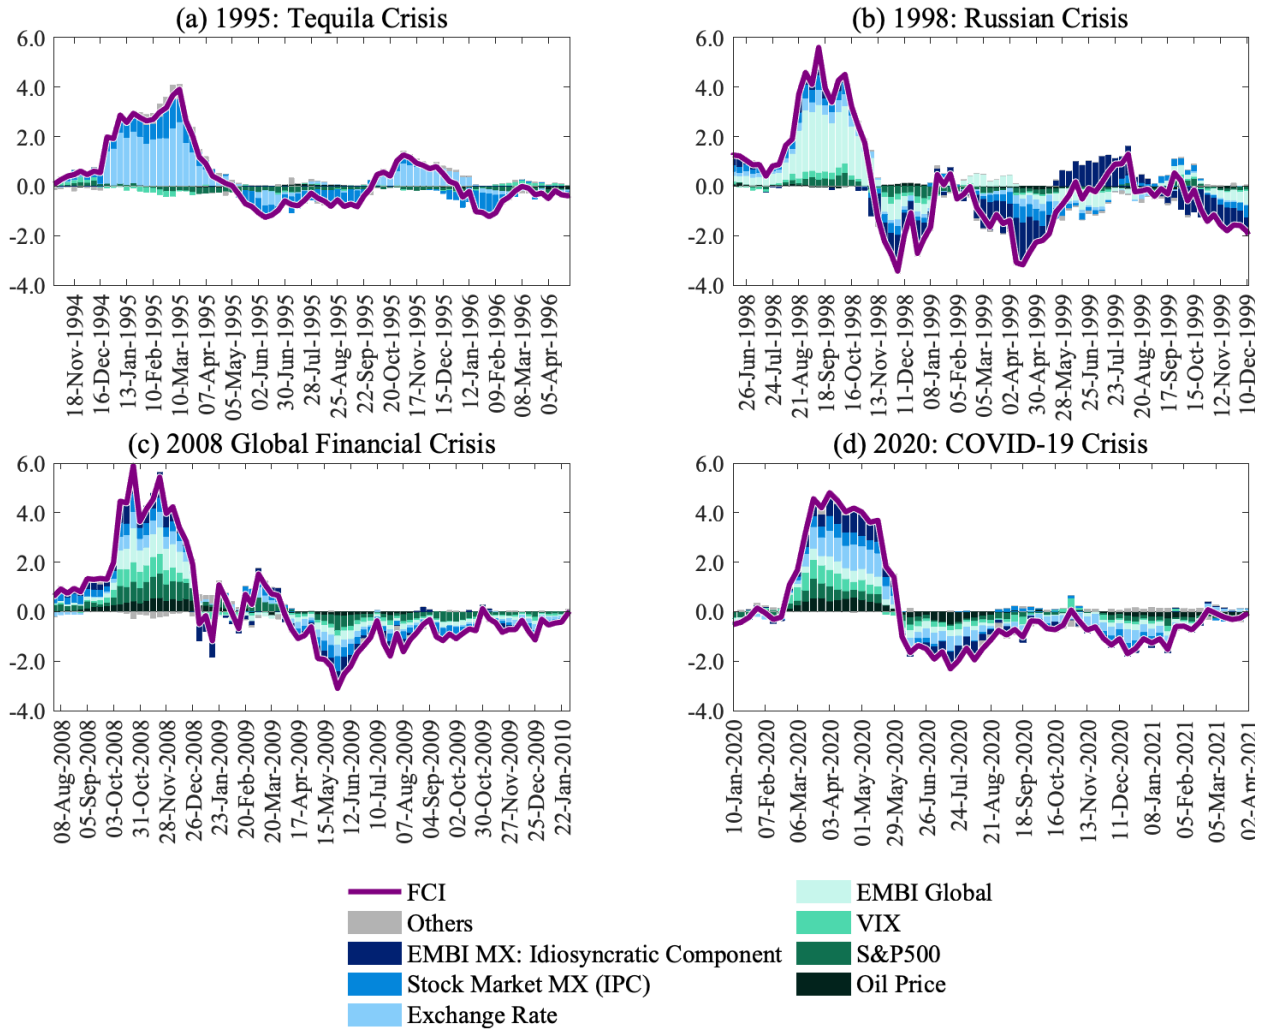 (a) 1995: Tequila Crisis
6.0
4.0
2.0
0.0
-2.0
-4.0
18-Nov-1994
16-Dec-1994
13-Jan-1995
10-Feb-1995
10-Mar-1995
07-Apr-1995
05-May-1995
02-Jun-1995
30-Jun-1995
28-Jul-1995
25-Aug-1995
22-Sep-1995
20-Oct-1995
17-Nov-1995
15-Dec-1995
12-Jan-1996
09-Feb-1996
08-Mar-1996
05-Apr-1996
(b) 1998: Russian Crisis
6.0
4.0
2.0
0.0
-2.0
-4.0
26-Jun-1998
24-Jul-1998
21-Aug-1998
18-Sep-1998
16-Oct-1998
13-Nov-1998
11-Dec-1998
08-Jan-1999
05-Feb-1999
05-Mar-1999
02-Apr-1999
30-Apr-1999
28-May-1999
25-Jun-1999
23-Jul-1999
20-Aug-1999
17-Sep-1999
15-Oct-1999
12-Nov-1999
10-Dec-1999
(c) 2008 Global Financial Crisis
6.0
4.0
2.0
0.0
-2.0
-4.0
08-Aug-2008
05-Sep-2008
03-Oct-2008
31-Oct-2008
28-Nov-2008
26-Dec-2008
23-Jan-2009
20-Feb-2009
20-Mar-2009
17-Apr-2009
15-May-2009
12-Jun-2009
10-Jul-2009
07-Aug-2009
04-Sep-2009
02-Oct-2009
30-Oct-2009
27-Nov-2009
25-Dec-2009
22-Jan-2010
(d) 2020: COVID-19 Crisis
6.0
4.0
2.0
0.0
-2.0
-4.0
10-Jan-2020
07-Feb-2020
06-Mar-2020
03-Apr-2020
01-May-2020
29-May-2020
26-Jun-2020
24-Jul-2020
21-Aug-2020
18-Sep-2020
16-Oct-2020
13-Nov-2020
11-Dec-2020
08-Jan-2021
05-Feb-2021
05-Mar-2021
02-Apr-2021
FCI
Others
EMBI MX: Idiosyncratic Component
Stock Market MX (IPC)
Exchange Rate
EMBI Global
VIX
S&P500
Oil Price